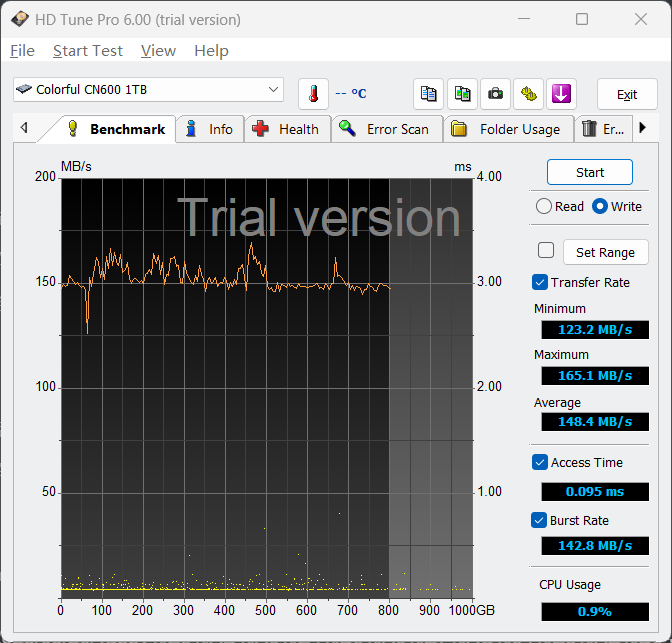 HD Tune Pro 6.00 (trial version)
File Start Test View Help
Colorful CN600 1TB
-- °C
Exit
Benchmark Info Health Error Scan Folder Usage Er...
MB/s ms
Trial version
200 4.00
150 3.00
100 2.00
50 1.00
0 100 200 300 400 500 600 700 800 900 1000GB
Start
Read Write
Set Range
Transfer Rate
Minimum
123.2 MB/s
Maximum
165.1 MB/s
Average
148.4 MB/s
Access Time
0.095 ms
Burst Rate
142.8 MB/s
CPU Usage
0.9%